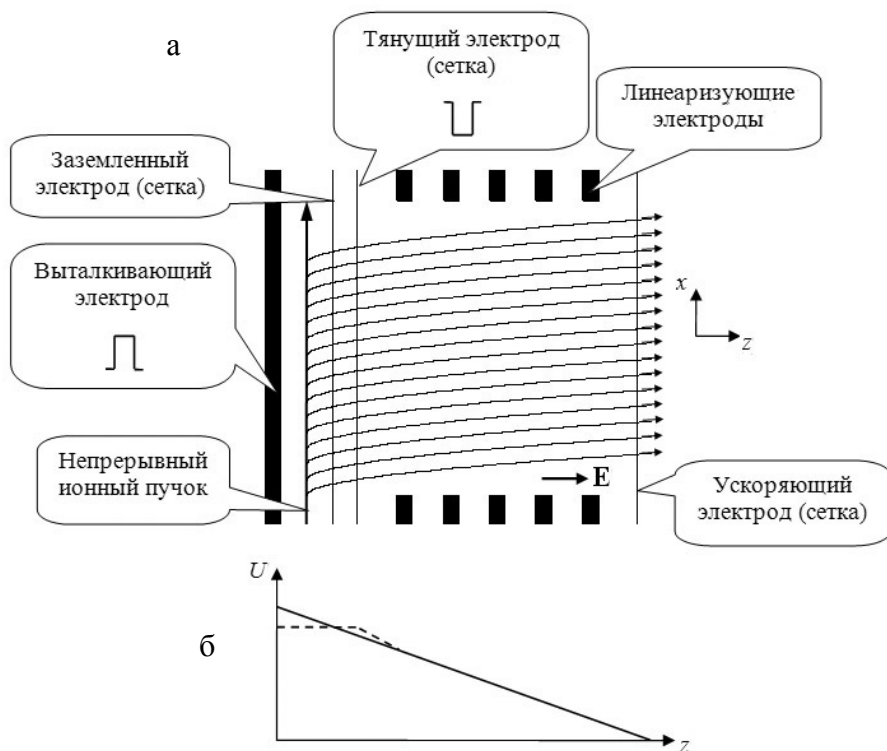 а
Тянущий электрод
(сетка)
Линеаризующие
электроды
Заземленный
электрод (сетка)
Выталкивающий
электрод
x
z
Непрерывный
ионный пучок
E
Ускоряющий
электрод (сетка)
U
б
z